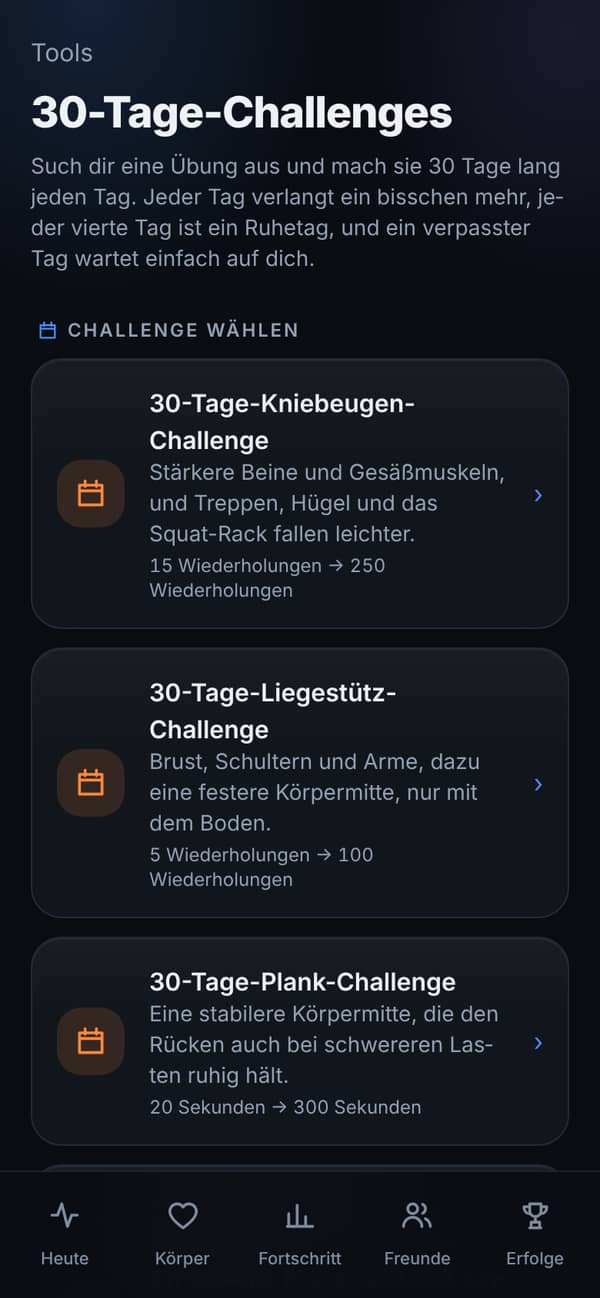 Tools
30-Tage-Challenges
Such dir eine Übung aus und mach sie 30 Tage lang
jeden Tag. Jeder Tag verlangt ein bisschen mehr, je-
der vierte Tag ist ein Ruhetag, und ein verpasster
Tag wartet einfach auf dich.
CHALLENGE WÄHLEN
30-Tage-Kniebeugen-
Challenge
Stärkere Beine und Gesäßmuskeln,
und Treppen, Hügel und das
Squat-Rack fallen leichter.
15 Wiederholungen → 250
Wiederholungen
30-Tage-Liegestütz-
Challenge
Brust, Schultern und Arme, dazu
eine festere Körpermitte, nur mit
dem Boden.
5 Wiederholungen → 100
Wiederholungen
30-Tage-Plank-Challenge
Eine stabilere Körpermitte, die den
Rücken auch bei schwereren Las-
ten ruhig hält.
20 Sekunden → 300 Sekunden
Heute
Körper
Fortschritt
Freunde
Erfolge